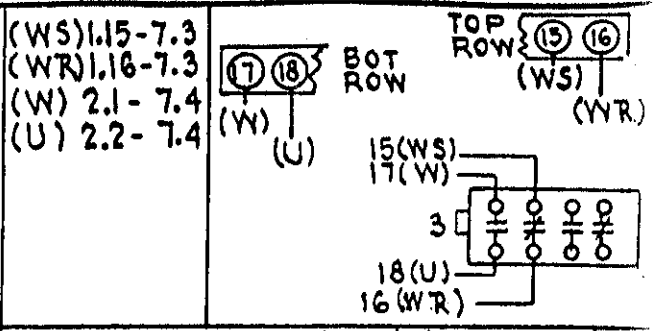 (WS)1.15-7.3
(WR)1.16-7.3
(W) 2.1- 7.4
(U) 2.2- 7.4
17 18 BOT ROW
(W)
(U)
TOP ROW 15 16
(WS)
(WR)
15(WS)
17(W)
3
18(U)
16(WR)